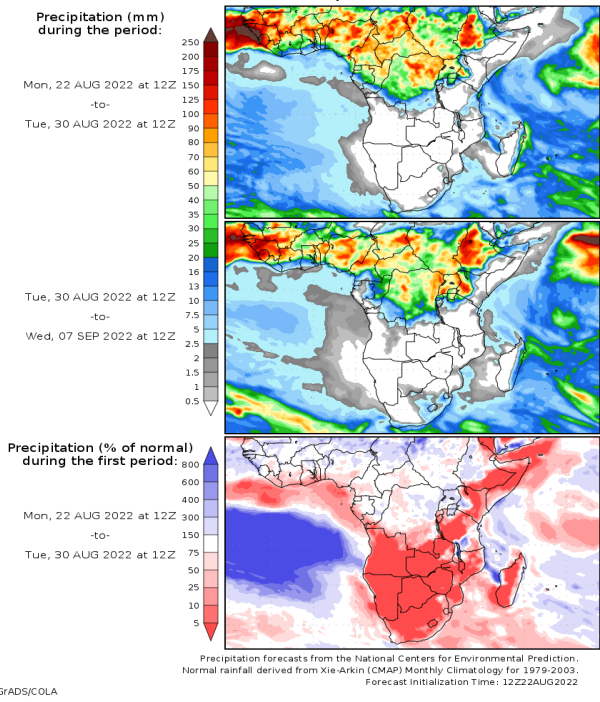 Precipitation (mm)
during the period:
250
200
175
150
125
100
90
80
70
60
50
40
35
30
25
20
16
13
10
7.5
5
2.5
2
1.5
1
0.5
Mon, 22 AUG 2022 at 12Z
-to-
Tue, 30 AUG 2022 at 12Z
Tue, 30 AUG 2022 at 12Z
-to-
Wed, 07 SEP 2022 at 12Z
Precipitation (% of normal)
during the first period:
800
600
400
300
150
75
50
25
10
5
Mon, 22 AUG 2022 at 12Z
-to-
Tue, 30 AUG 2022 at 12Z
Precipitation forecasts from the National Centers for Environmental Prediction.
Normal rainfall derived from Xie-Arkin (CMAP) Monthly Climatology for 1979-2003.
Forecast Initialization Time: 12Z22AUG2022
GrADS/COLA